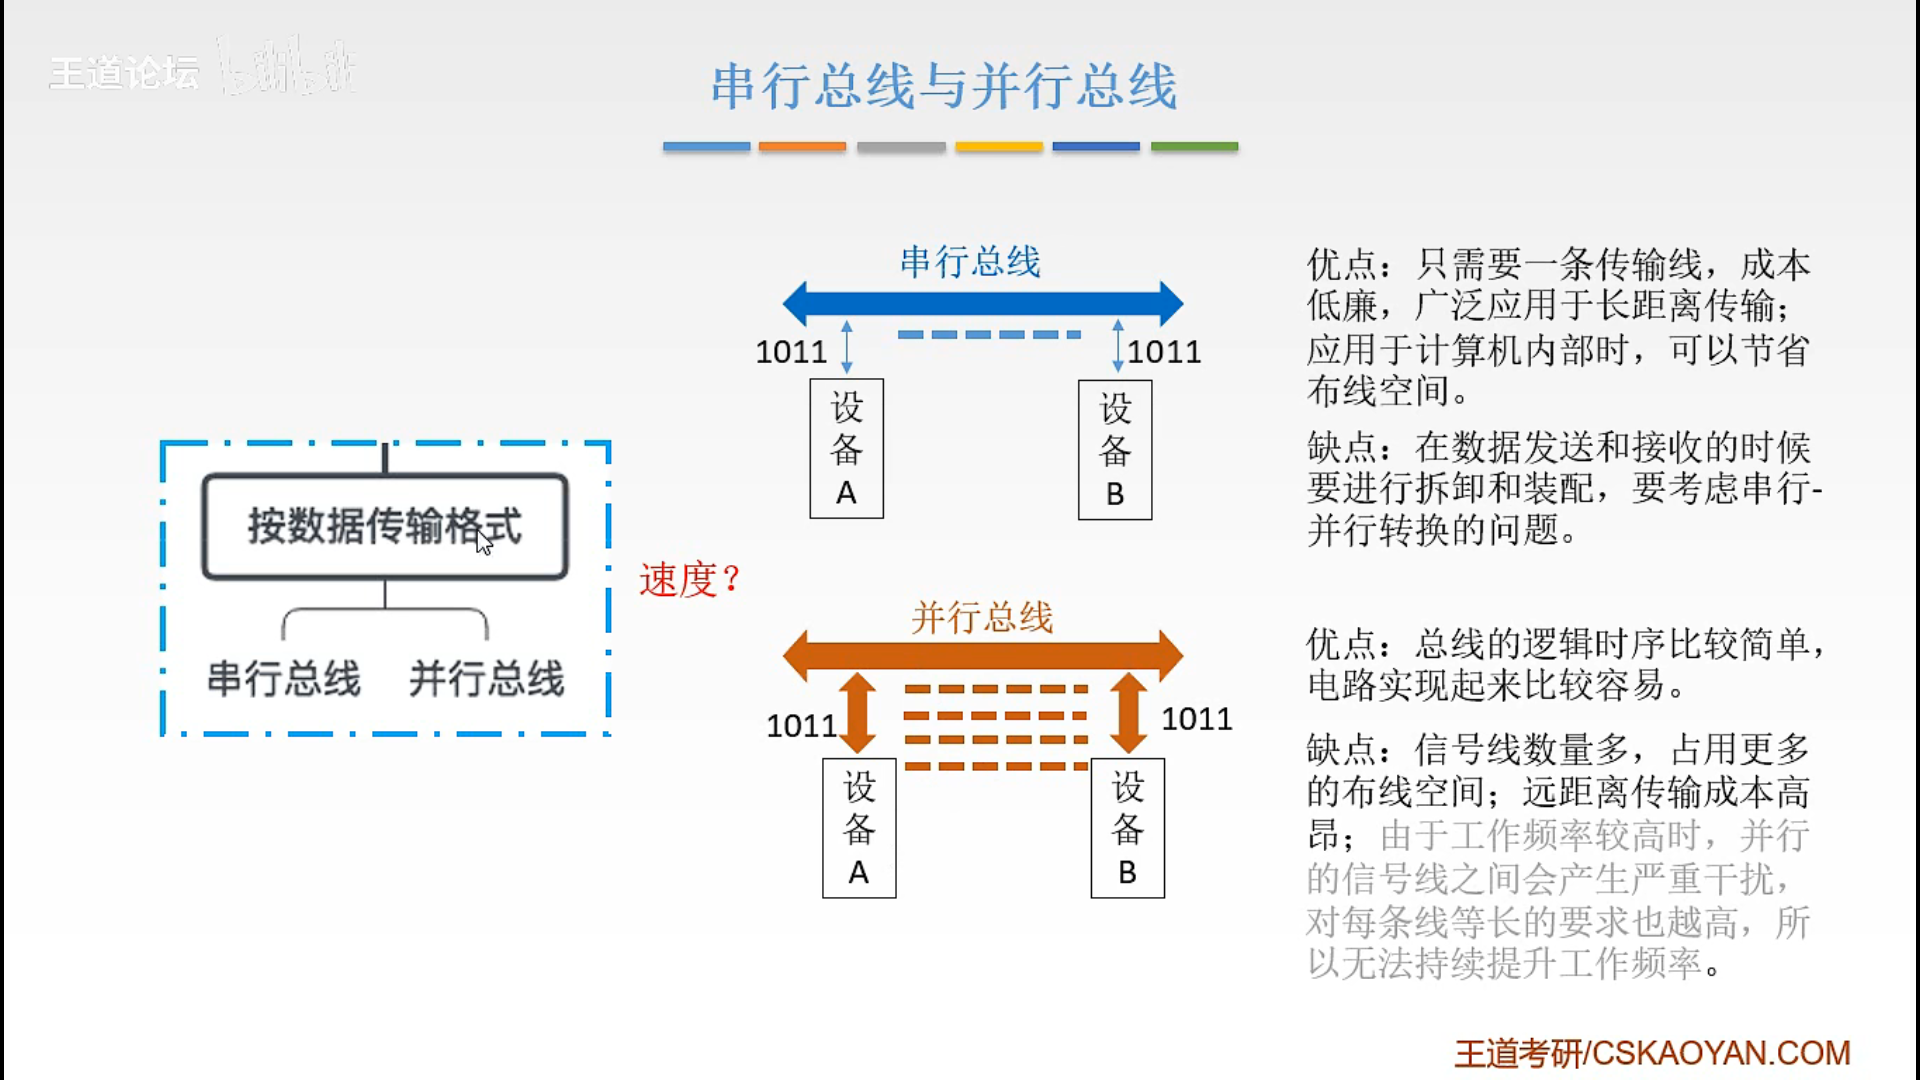 王道论坛 bilibili
串行总线与并行总线
按数据传输格式
串行总线 并行总线
速度？
串行总线
1011 1011
设
备
A
设
备
B
并行总线
1011 1011
设
备
A
设
备
B
优点：只需要一条传输线，成本
低廉，广泛应用于长距离传输；
应用于计算机内部时，可以节省
布线空间。
缺点：在数据发送和接收的时候
要进行拆卸和装配，要考虑串行-
并行转换的问题。
优点：总线的逻辑时序比较简单，
电路实现起来比较容易。
缺点：信号线数量多，占用更多
的布线空间；远距离传输成本高
昂；由于工作频率较高时，并行
的信号线之间会产生严重干扰，
对每条线等长的要求也越高，所
以无法持续提升工作频率。
王道考研/CSKAOYAN.COM